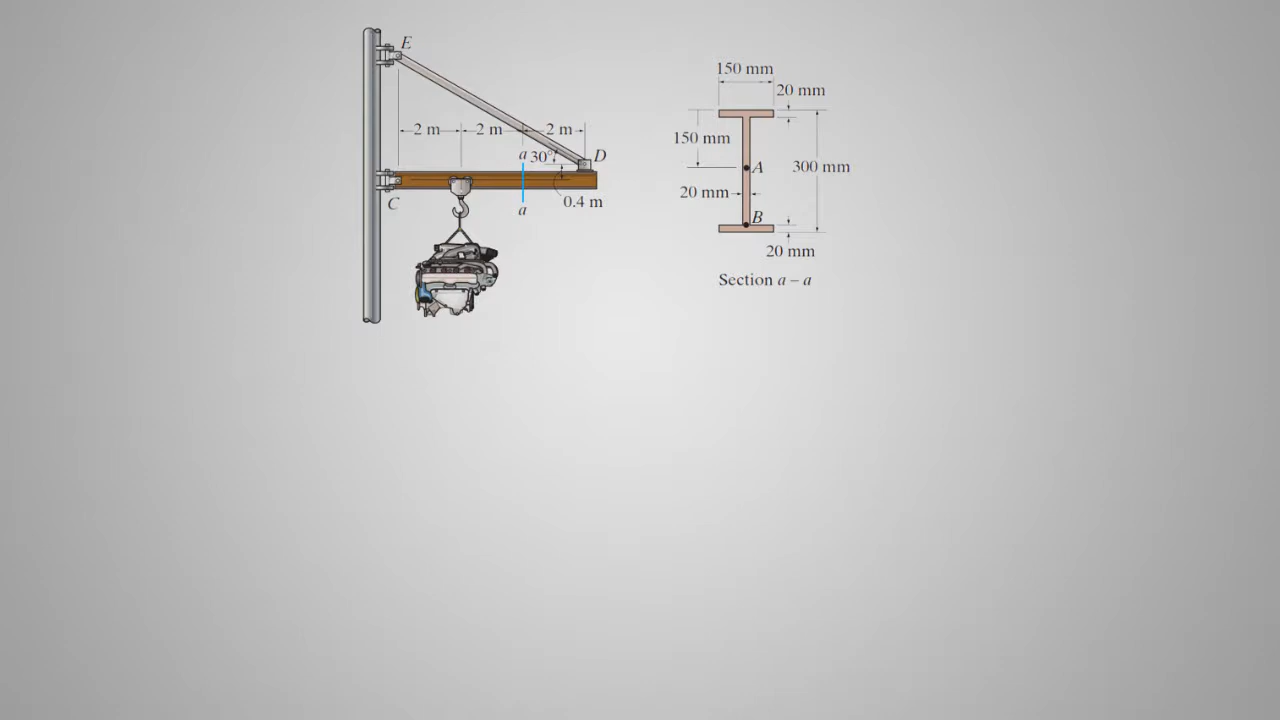 E
2 m
2 m
2 m
a
30°
D
C
a
0.4 m
150 mm
20 mm
150 mm
A
300 mm
20 mm
B
20 mm
Section a – a